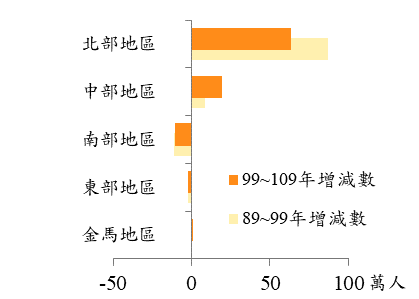 北部地區
中部地區
南部地區
東部地區
金馬地區
99~109年增減數
89~99年增減數
-50 0 50 100 萬人